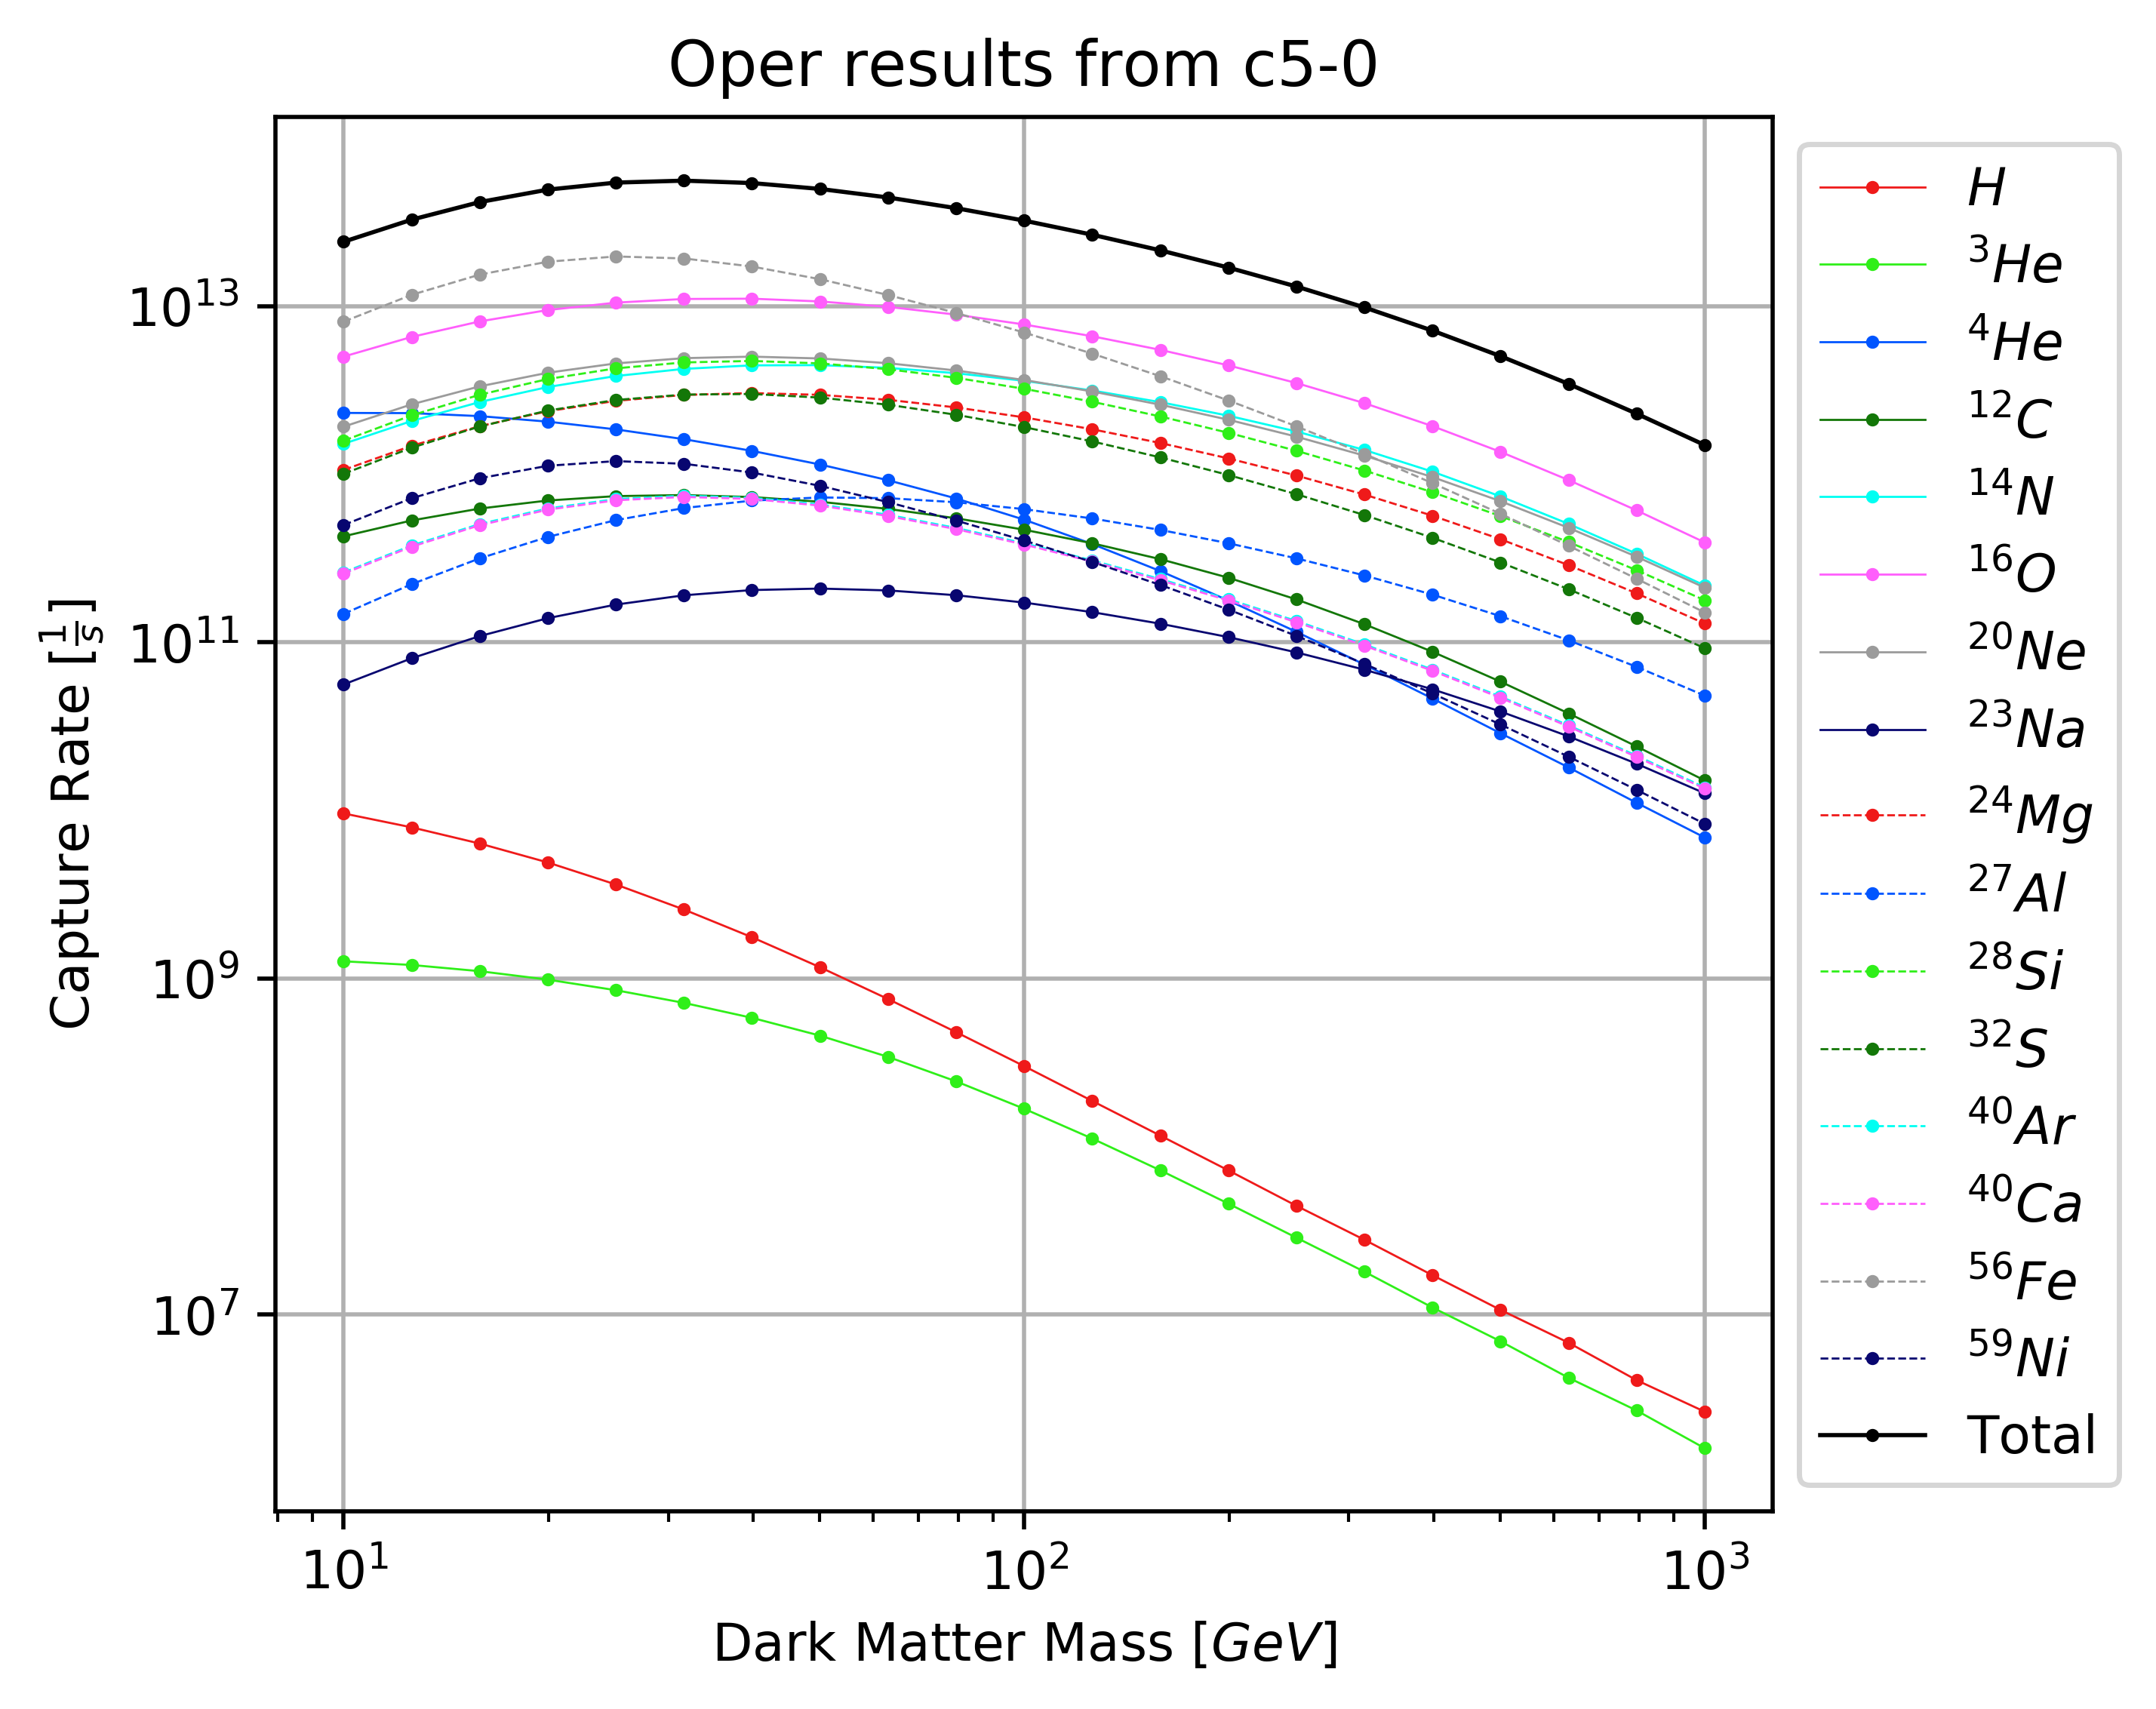 Oper results from c5-0
Capture Rate [1/s]
10^13
10^11
10^9
10^7
10^1
10^2
10^3
Dark Matter Mass [GeV]
H
^3He
^4He
^12C
^14N
^16O
^20Ne
^23Na
^24Mg
^27Al
^28Si
^32S
^40Ar
^40Ca
^56Fe
^59Ni
Total